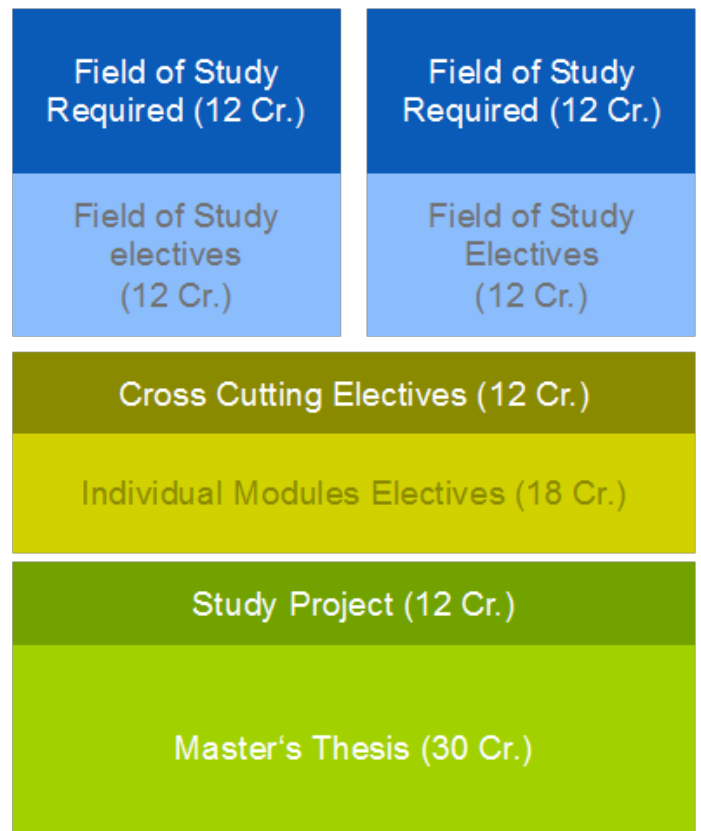 Field of Study
Required (12 Cr.)
Field of Study
Required (12 Cr.)
Field of Study
electives
(12 Cr.)
Field of Study
Electives
(12 Cr.)
Cross Cutting Electives (12 Cr.)
Individual Modules Electives (18 Cr.)
Study Project (12 Cr.)
Master‘s Thesis (30 Cr.)